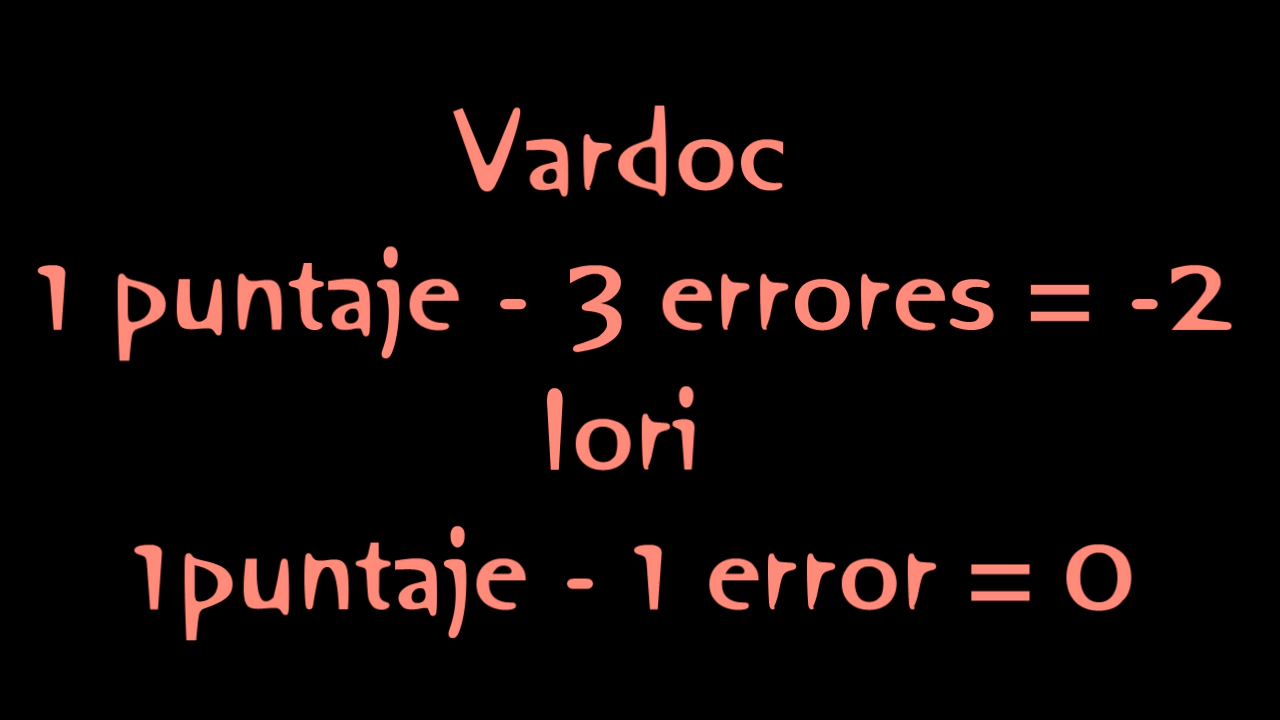 Vardoc
1 puntaje - 3 errores = -2
lori
1puntaje - 1 error = 0